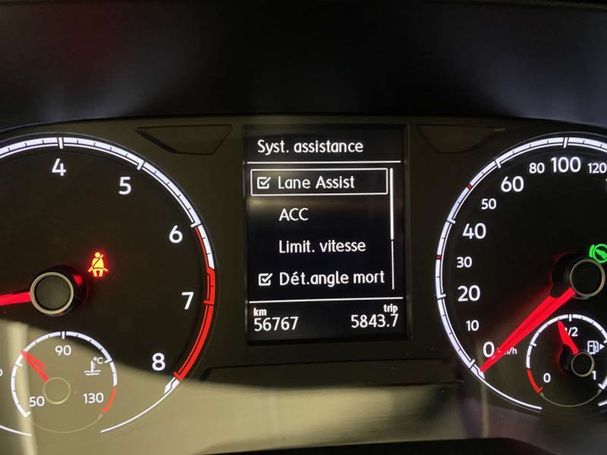 Syst. assistance
Lane Assist
ACC
Limit. vitesse
Dét.angle mort
km
trip
56767
5843.7
4
5
6
7
8
50
90
130
°C
0
10
20
30
40
50
60
80
100
120
km/h
0
1/2
1